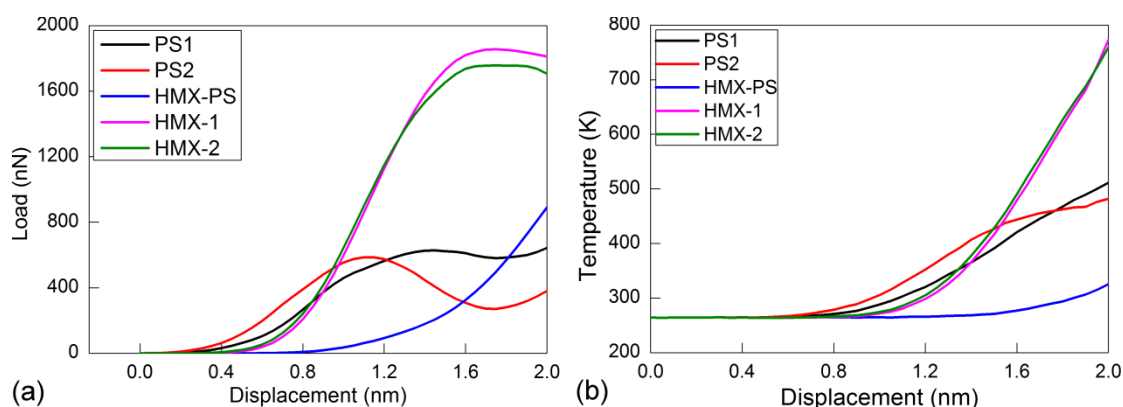 2000
1600
1200
800
400
0
Load (nN)
PS1
PS2
HMX-PS
HMX-1
HMX-2
0.0 0.4 0.8 1.2 1.6 2.0
Displacement (nm)
(a)
800
700
600
500
400
300
200
Temperature (K)
PS1
PS2
HMX-PS
HMX-1
HMX-2
0.0 0.4 0.8 1.2 1.6 2.0
Displacement (nm)
(b)